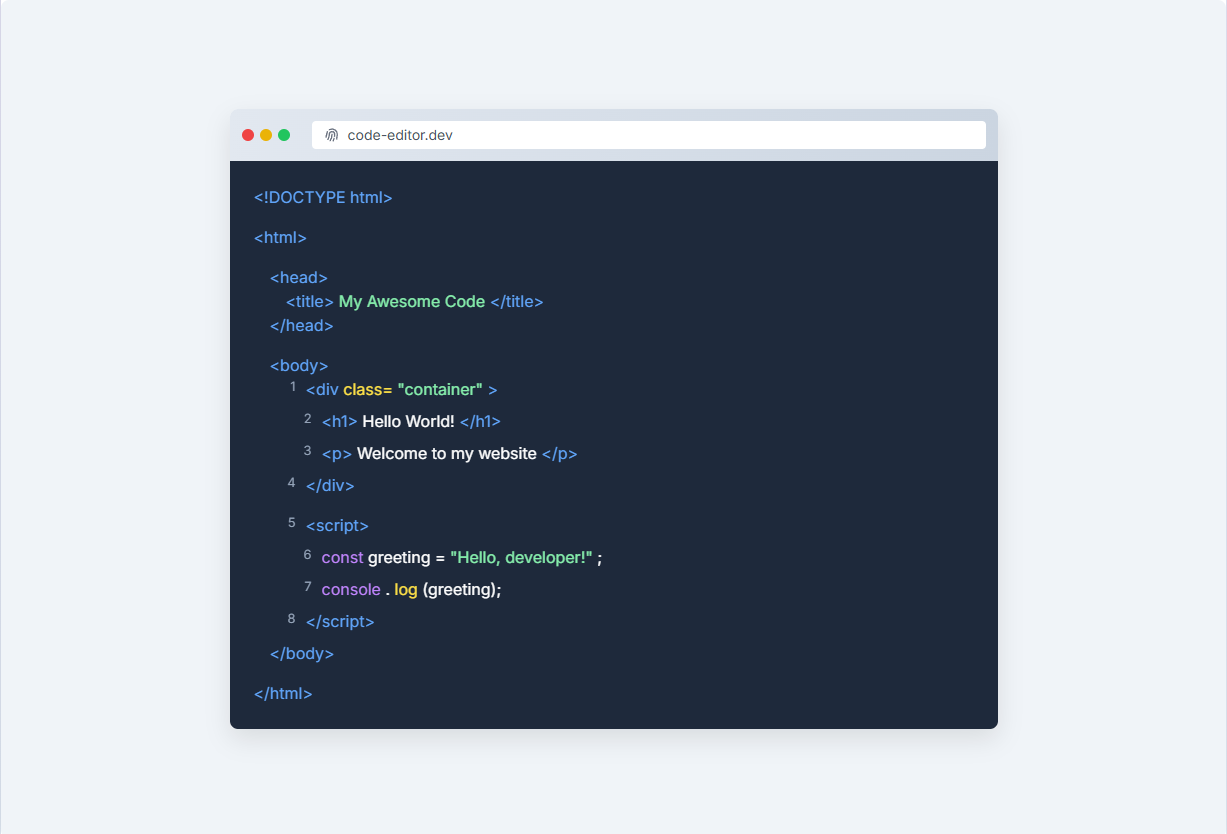 code-editor.dev
<!DOCTYPE html>
<html>
<head>
<title> My Awesome Code </title>
</head>
<body>
1 <div class= "container" >
2 <h1> Hello World! </h1>
3 <p> Welcome to my website </p>
4 </div>
5 <script>
6 const greeting = "Hello, developer!" ;
7 console . log (greeting);
8 </script>
</body>
</html>